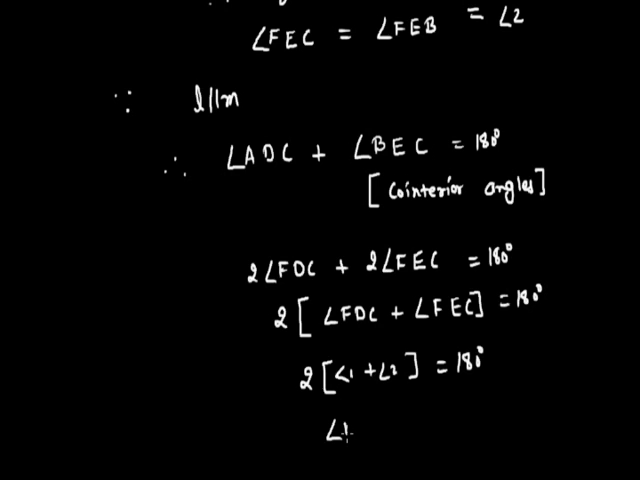 ∠FEC = ∠FEB = ∠2
∵ l//m
∴ ∠ADC + ∠BEC = 180°
[Cointerior angles]
2∠FDC + 2∠FEC = 180°
2[∠FDC + ∠FEC] = 180°
2[∠1 + ∠2] = 180°
∠1